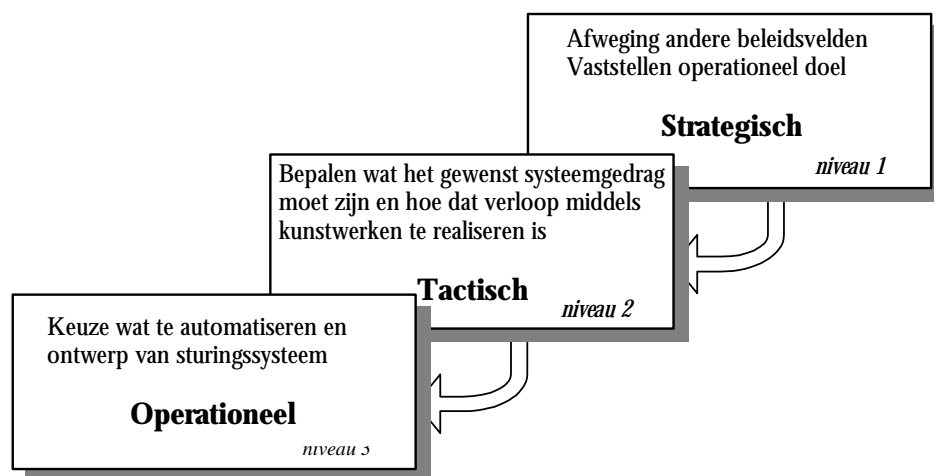 Afweging andere beleidsvelden
Vaststellen operationeel doel
Strategisch
niveau 1
Bepalen wat het gewenst systeemgedrag
moet zijn en hoe dat verloop middels
kunstwerken te realiseren is
Tactisch
niveau 2
Keuze wat te automatiseren en
ontwerp van sturingssysteem
Operationeel
niveau 3